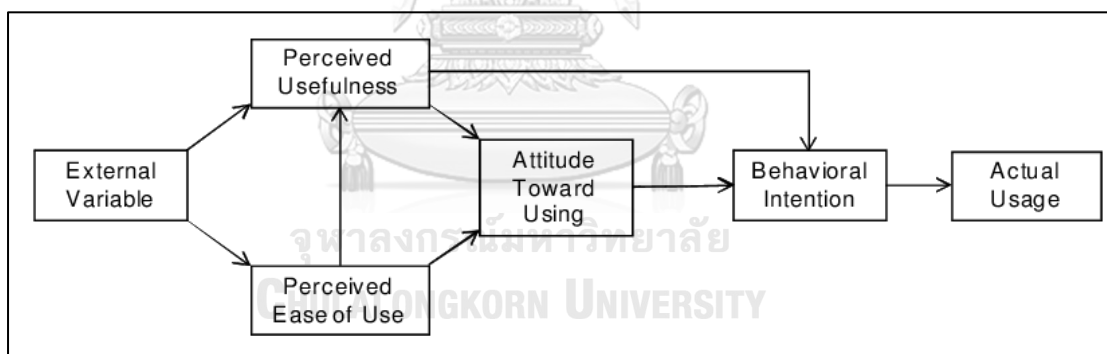 Perceived
Usefulness
External
Variable
Attitude
Toward
Using
Behavioral
Intention
Actual
Usage
จุฬาลงกรณ์มหาวิทยาลัย
Perceived
Ease of Use
CHULALONGKORN UNIVERSITY